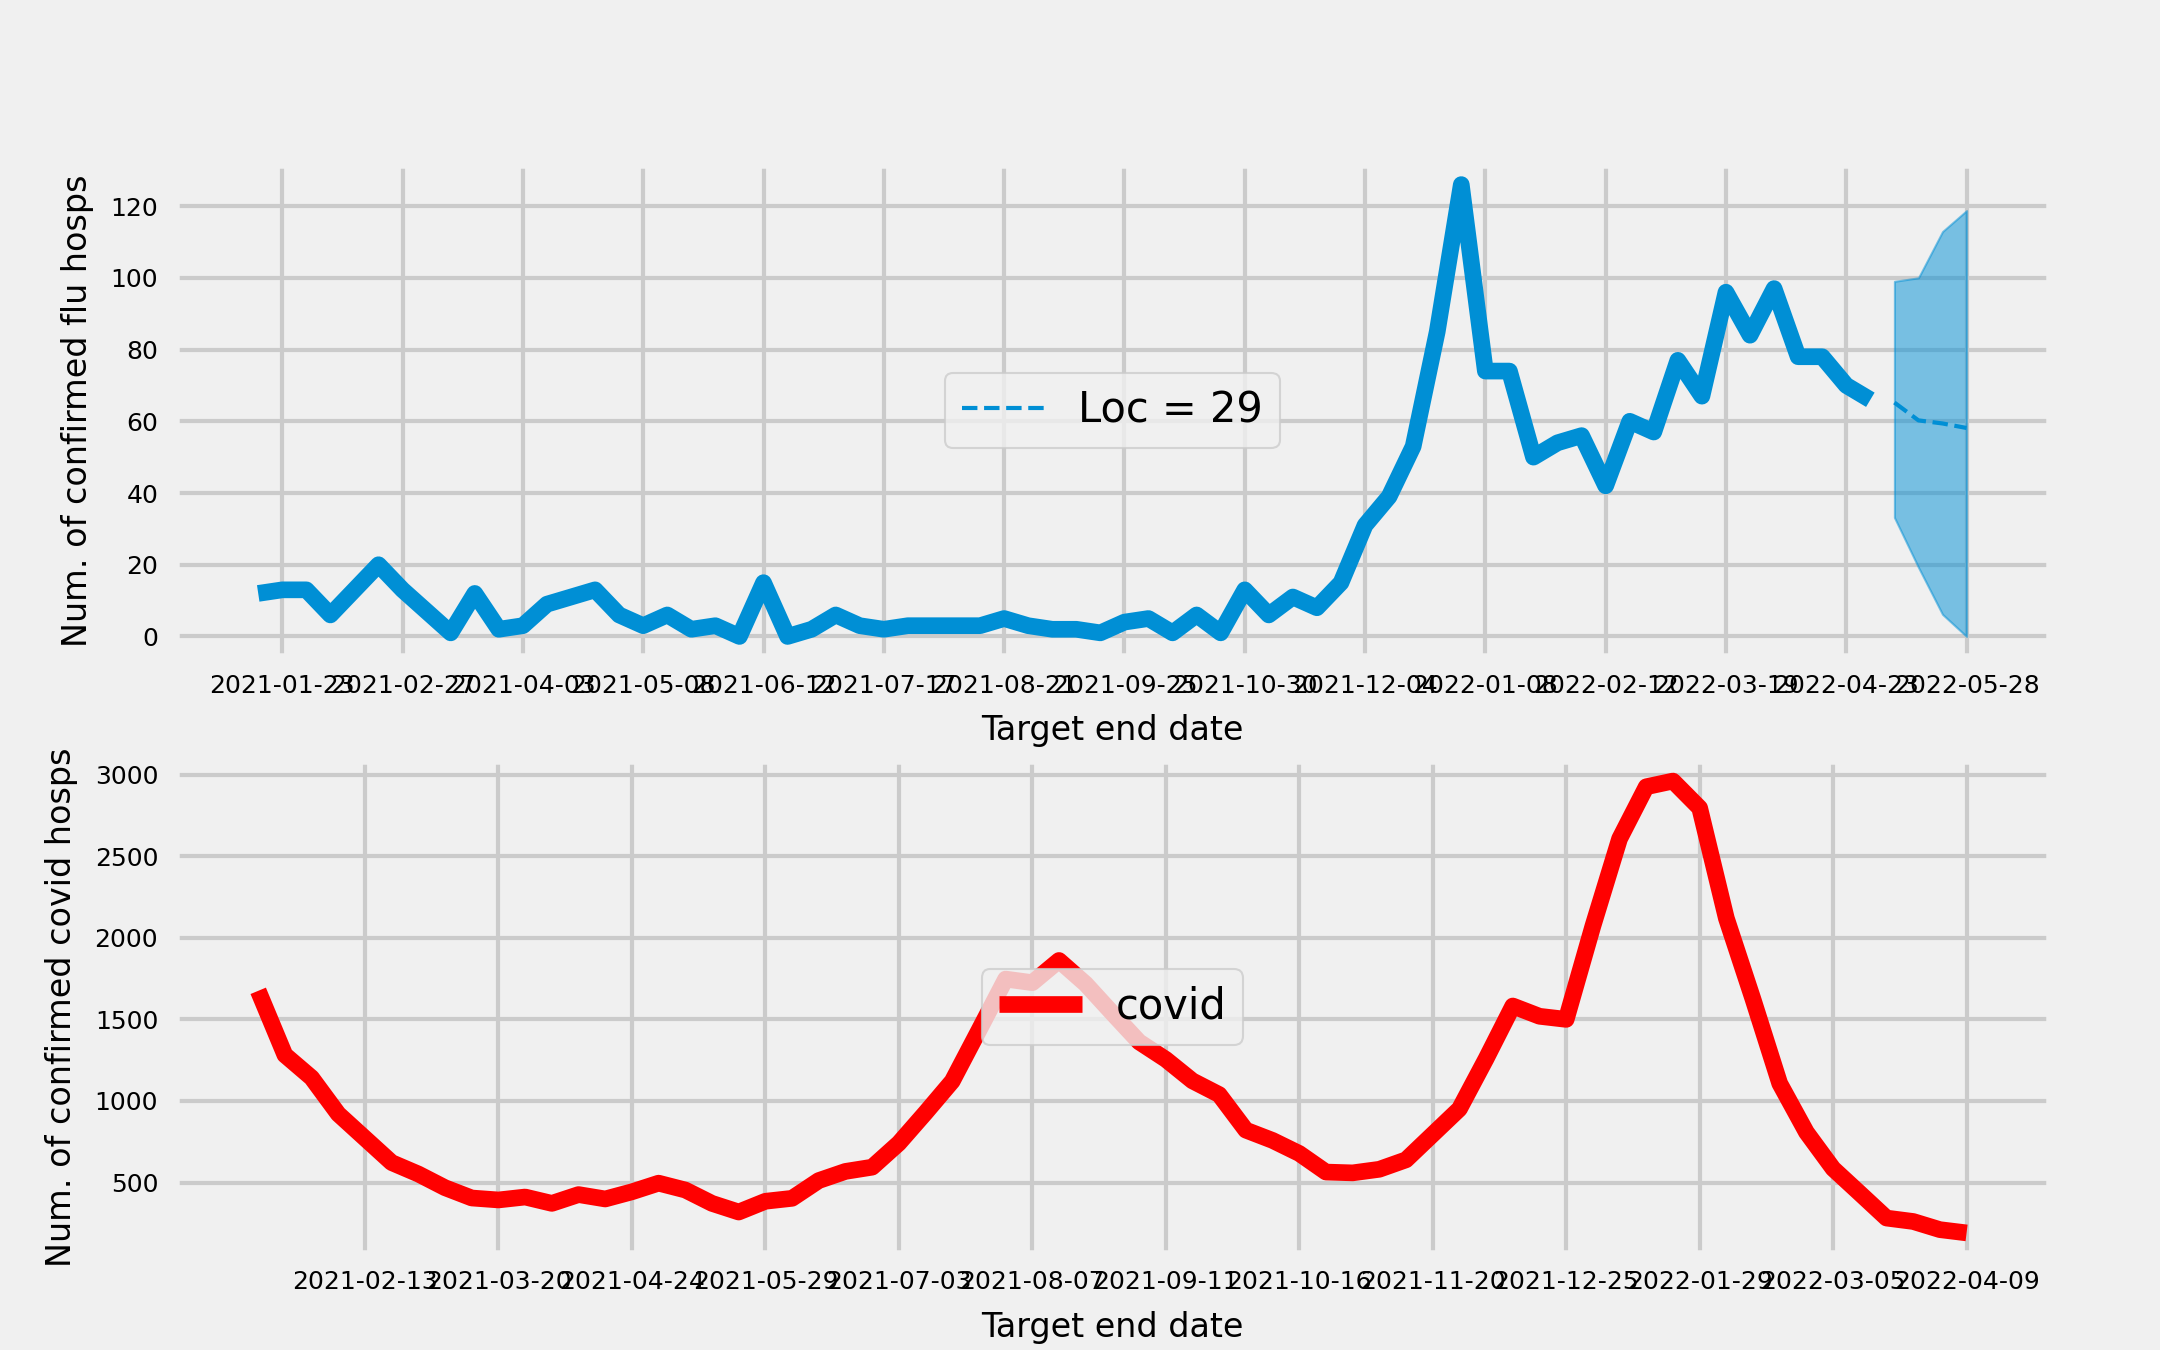 Num. of confirmed flu hosps
120
100
80
60
40
20
0
Loc = 29
2021-01-23 2021-02-27 2021-04-03 2021-05-08 2021-06-12 2021-07-17 2021-08-21 2021-09-25 2021-10-30 2021-12-04 2022-01-08 2022-02-12 2022-03-19 2022-04-23 2022-05-28
Target end date
Num. of confirmed covid hosps
3000
2500
2000
1500
1000
500
covid
2021-02-13 2021-03-20 2021-04-24 2021-05-29 2021-07-03 2021-08-07 2021-09-11 2021-10-16 2021-11-20 2021-12-25 2022-01-29 2022-03-05 2022-04-09
Target end date